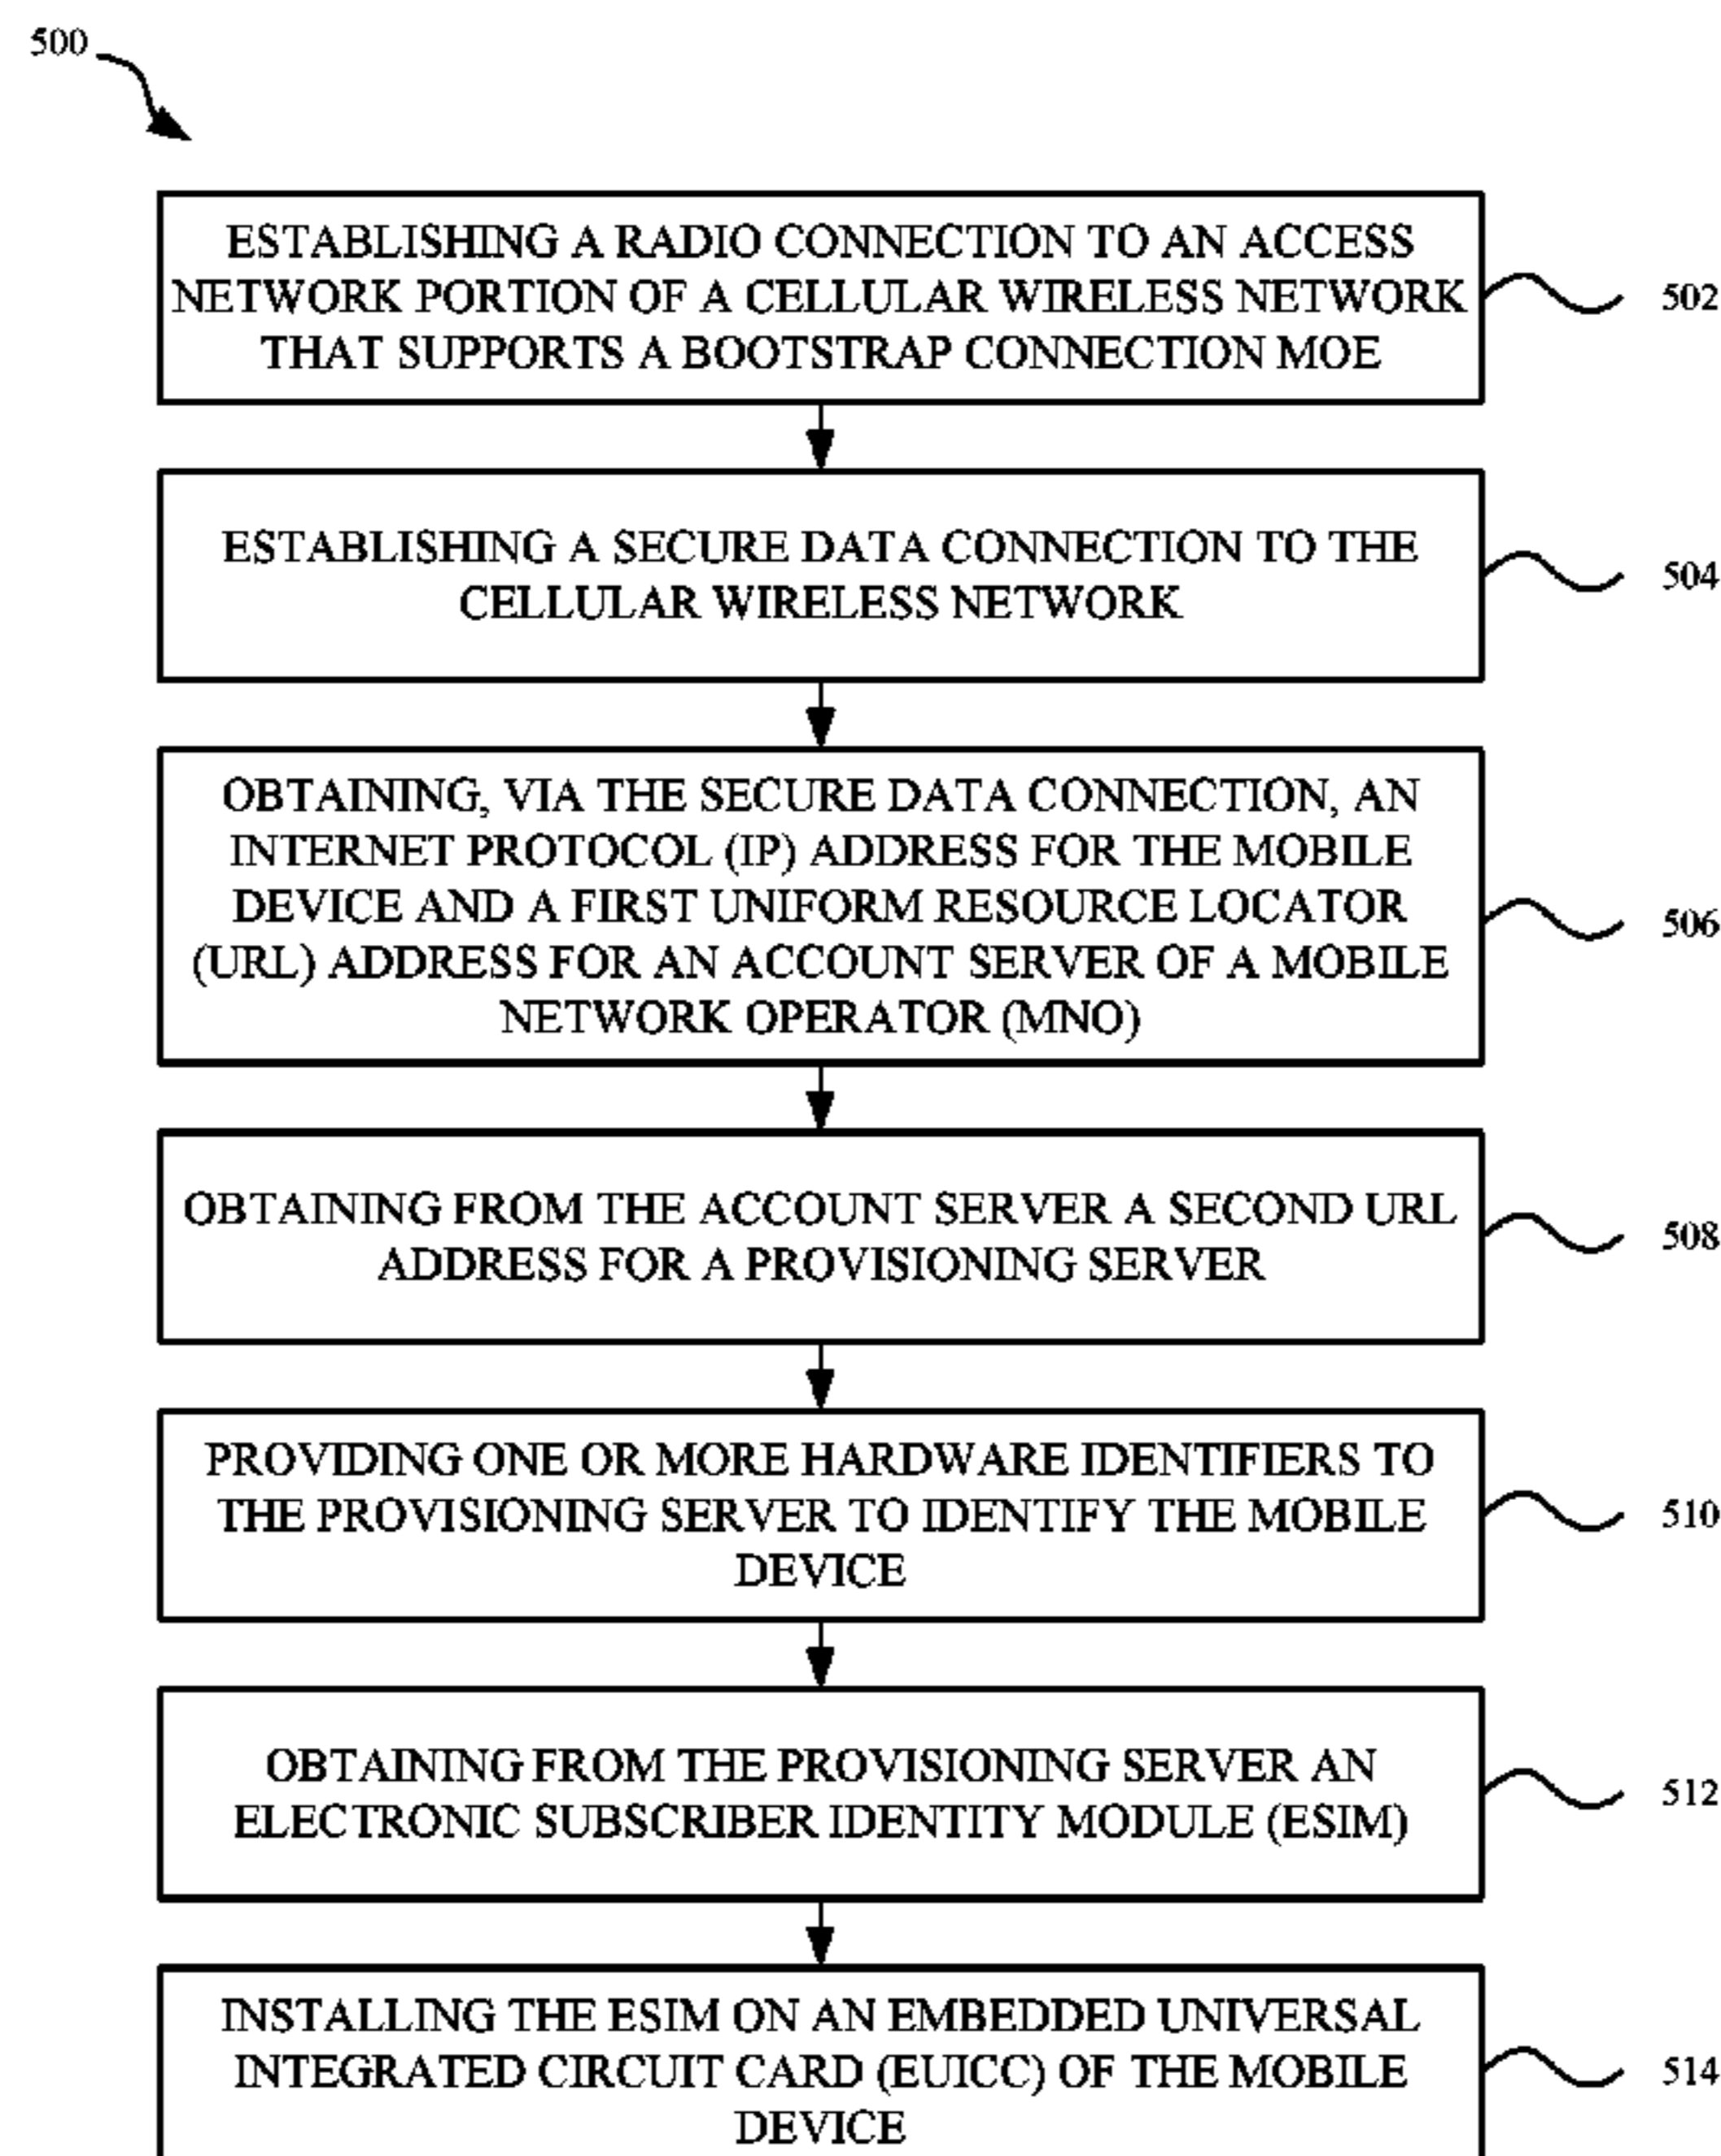 500
ESTABLISHING A RADIO CONNECTION TO AN ACCESS
NETWORK PORTION OF A CELLULAR WIRELESS NETWORK
THAT SUPPORTS A BOOTSTRAP CONNECTION MOE
502
ESTABLISHING A SECURE DATA CONNECTION TO THE
CELLULAR WIRELESS NETWORK
504
OBTAINING, VIA THE SECURE DATA CONNECTION, AN
INTERNET PROTOCOL (IP) ADDRESS FOR THE MOBILE
DEVICE AND A FIRST UNIFORM RESOURCE LOCATOR
(URL) ADDRESS FOR AN ACCOUNT SERVER OF A MOBILE
NETWORK OPERATOR (MNO)
506
OBTAINING FROM THE ACCOUNT SERVER A SECOND URL
ADDRESS FOR A PROVISIONING SERVER
508
PROVIDING ONE OR MORE HARDWARE IDENTIFIERS TO
THE PROVISIONING SERVER TO IDENTIFY THE MOBILE
DEVICE
510
OBTAINING FROM THE PROVISIONING SERVER AN
ELECTRONIC SUBSCRIBER IDENTITY MODULE (ESIM)
512
INSTALLING THE ESIM ON AN EMBEDDED UNIVERSAL
INTEGRATED CIRCUIT CARD (EUICC) OF THE MOBILE
DEVICE
514